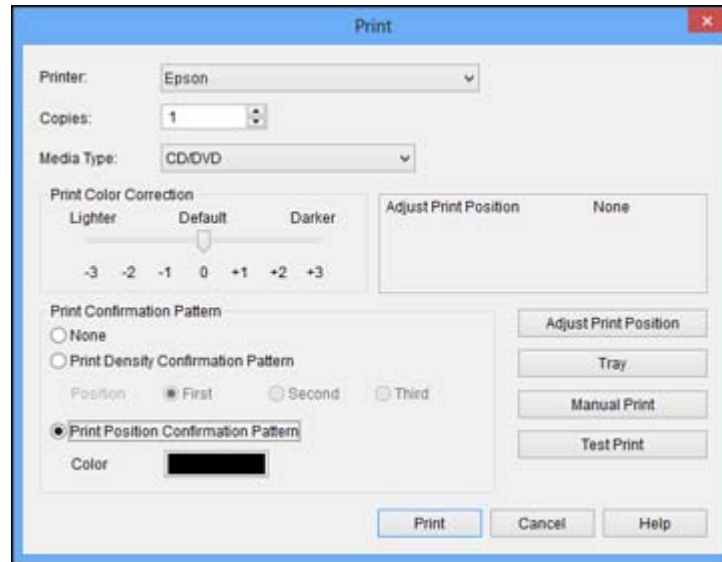 Print
Printer: Epson
Copies: 1
Media Type: CD/DVD
Print Color Correction
Lighter Default Darker
-3 -2 -1 0 +1 +2 +3
Adjust Print Position None
Print Confirmation Pattern
None
Print Density Confirmation Pattern
Position First Second Third
Print Position Confirmation Pattern
Color
Adjust Print Position
Tray
Manual Print
Test Print
Print Cancel Help